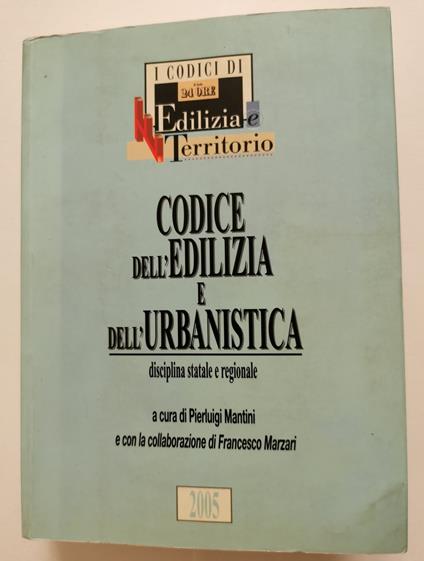 I CODICI DI
24 ORE
Edilizia e
Territorio
CODICE
DELL'EDILIZIA
E
DELL'URBANISTICA
disciplina statale e regionale
a cura di Pierluigi Mantini
e con la collaborazione di Francesco Marzari
2005